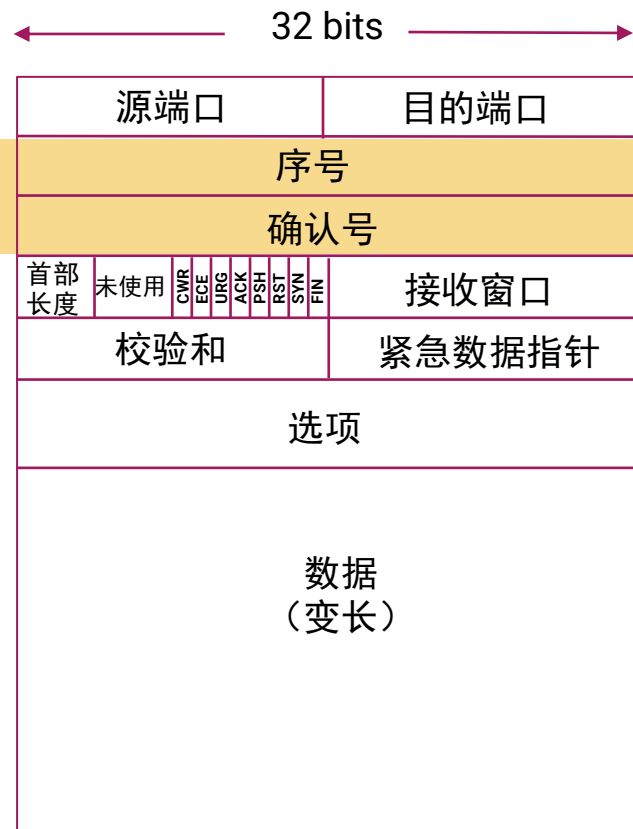 32 bits
源端口 目的端口
序号
确认号
首部
长度 未使用 CWR ECE URG ACK PSH RST SYN FIN 接收窗口
校验和 紧急数据指针
选项
数据
（变长）